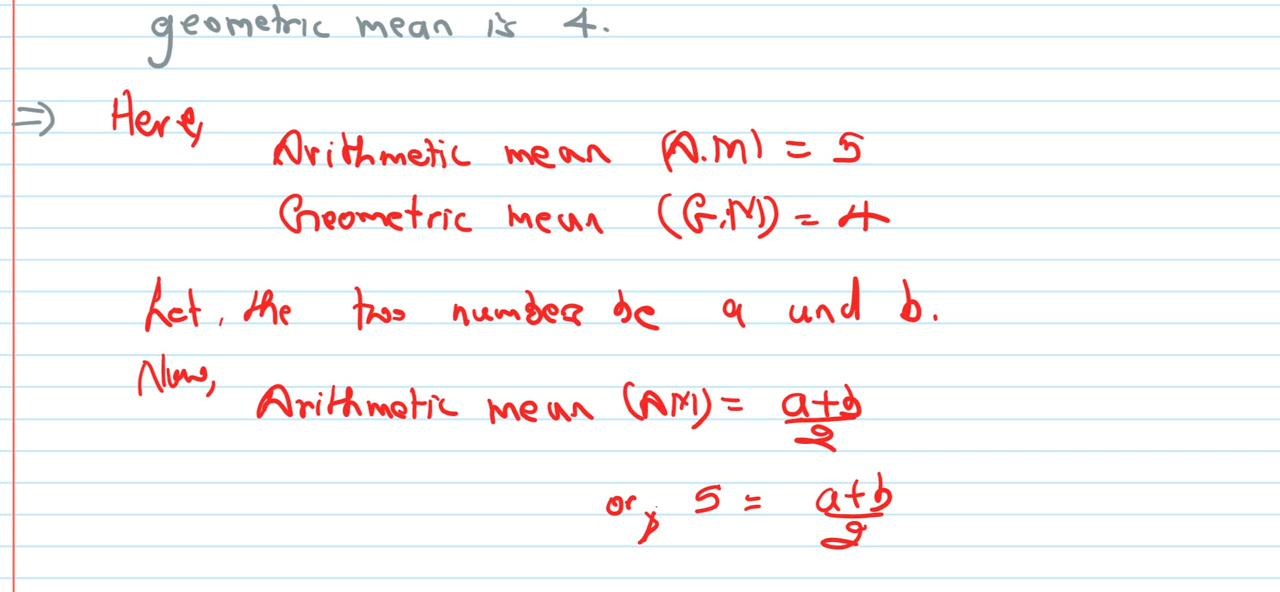 geometric mean is 4.
⇒ Here,
Arithmetic mean (A.M) = 5
Geometric mean (G.M) = 4
Let, the two number be a and b.
Now,
Arithmetic mean (AM) = a+b/2
or, 5 = a+b/2